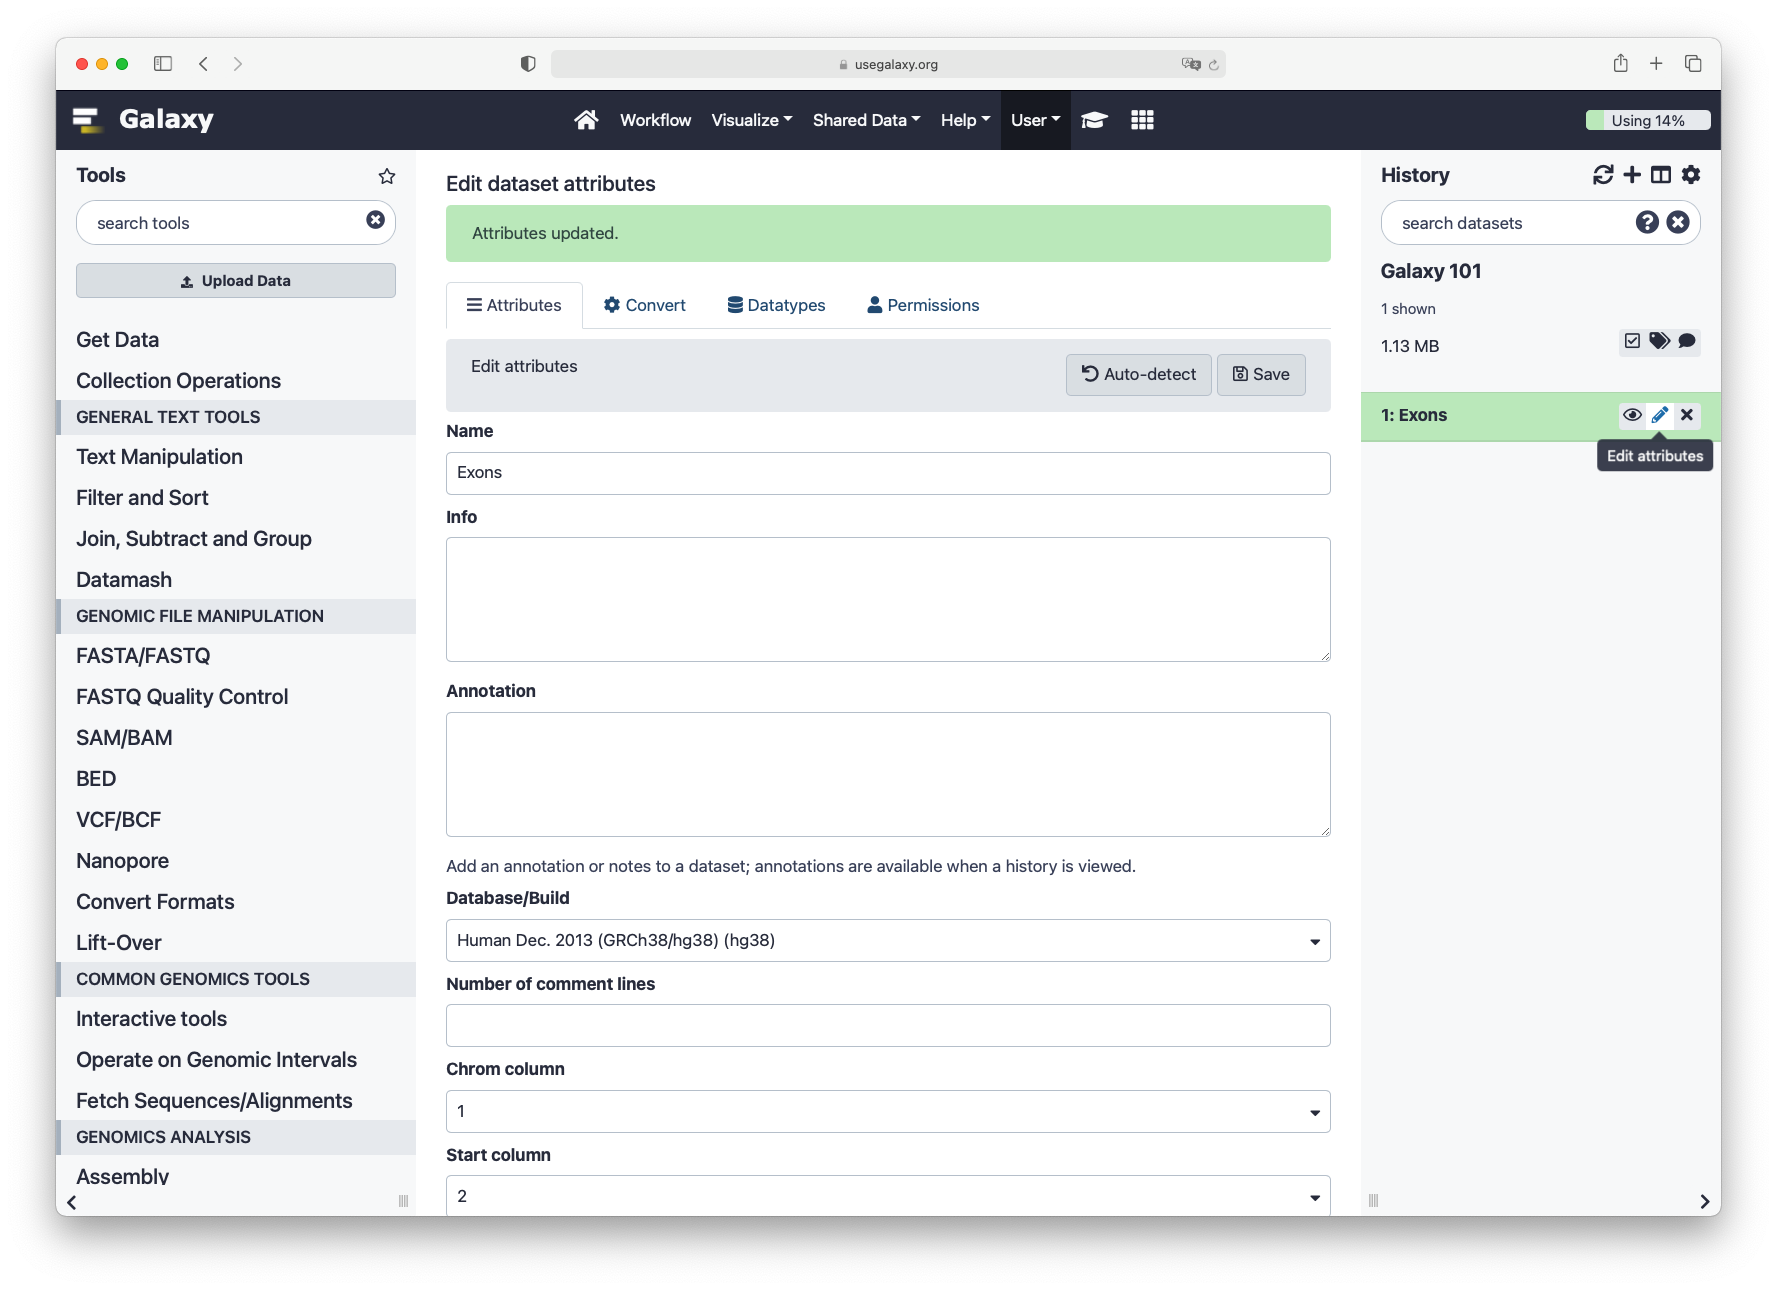 usegalaxy.org
Galaxy
Workflow
Visualize
Shared Data
Help
User
Using 14%
Tools
search tools
Upload Data
Get Data
Collection Operations
GENERAL TEXT TOOLS
Text Manipulation
Filter and Sort
Join, Subtract and Group
Datamash
GENOMIC FILE MANIPULATION
FASTA/FASTQ
FASTQ Quality Control
SAM/BAM
BED
VCF/BCF
Nanopore
Convert Formats
Lift-Over
COMMON GENOMICS TOOLS
Interactive tools
Operate on Genomic Intervals
Fetch Sequences/Alignments
GENOMICS ANALYSIS
Assembly
Edit dataset attributes
Attributes updated.
Attributes
Convert
Datatypes
Permissions
Edit attributes
Auto-detect
Save
Name
Exons
Info
Annotation
Add an annotation or notes to a dataset; annotations are available when a history is viewed.
Database/Build
Human Dec. 2013 (GRCh38/hg38) (hg38)
Number of comment lines
Chrom column
1
Start column
2
History
search datasets
Galaxy 101
1 shown
1.13 MB
1: Exons
Edit attributes